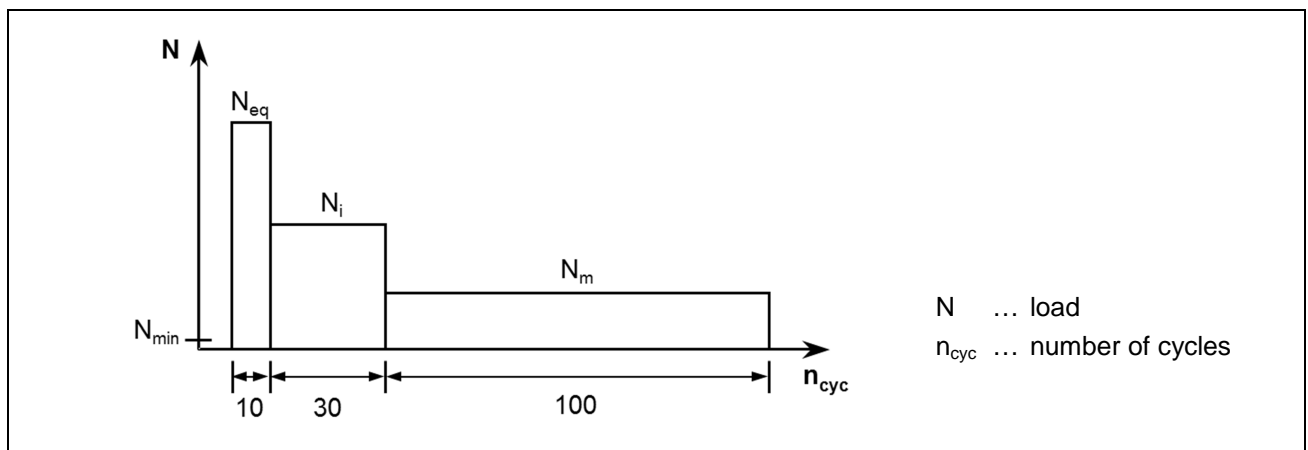 N
N_eq
N_i
N_m
N_min
n_cyc
10
30
100
N … load
n_cyc … number of cycles